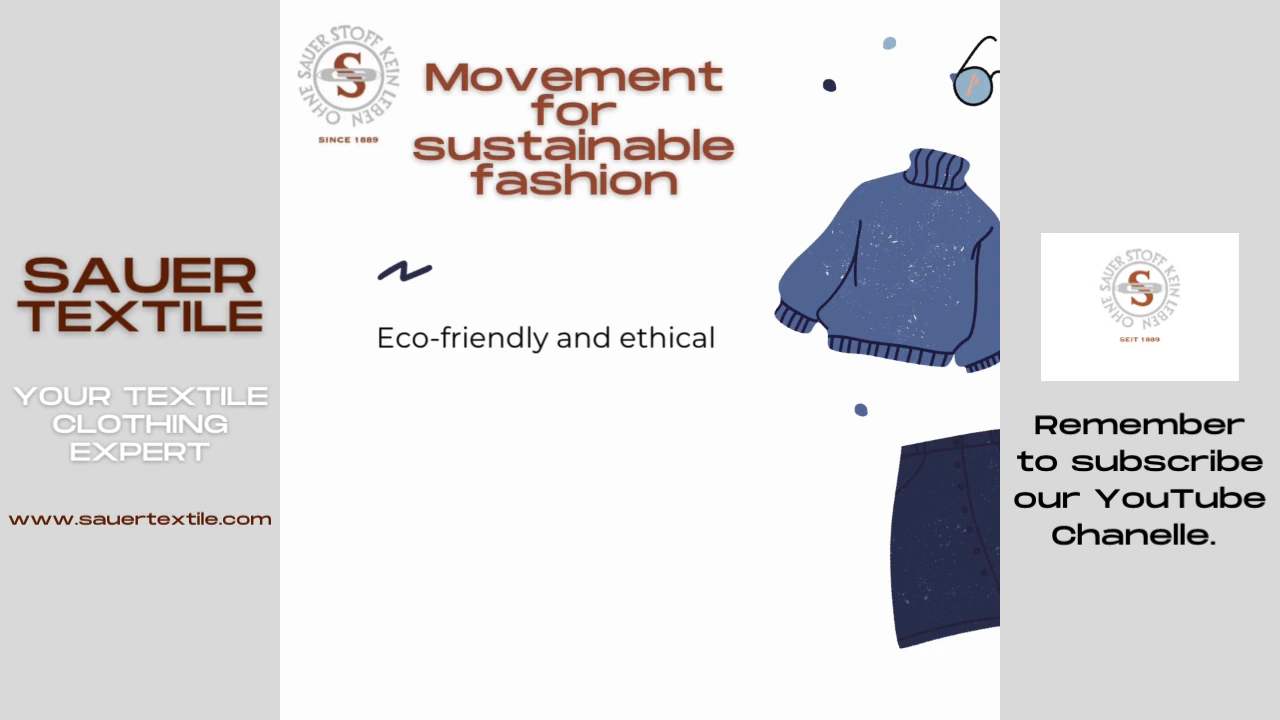 SAUER
TEXTILE
YOUR TEXTILE
CLOTHING
EXPERT
www.sauertextile.com
OHNE SAUER STOFF KEIN LEBEN
S
SINCE 1889
Movement
for
sustainable
fashion
Eco-friendly and ethical
OHNE SAUER STOFF KEIN LEBEN
S
SEIT 1889
Remember
to subscribe
our YouTube
Chanelle.